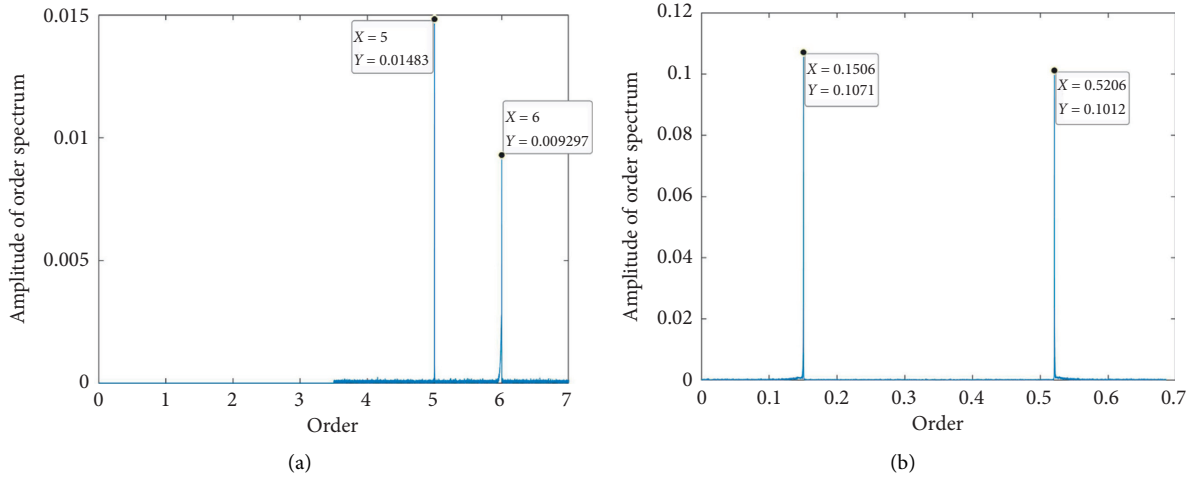 Amplitude of order spectrum
0.015
0.01
0.005
0
X = 5
Y = 0.01483
X = 6
Y = 0.009297
0 1 2 3 4 5 6 7
Order
(a)
Amplitude of order spectrum
0.12
0.1
0.08
0.06
0.04
0.02
0
X = 0.1506
Y = 0.1071
X = 0.5206
Y = 0.1012
0 0.1 0.2 0.3 0.4 0.5 0.6 0.7
Order
(b)